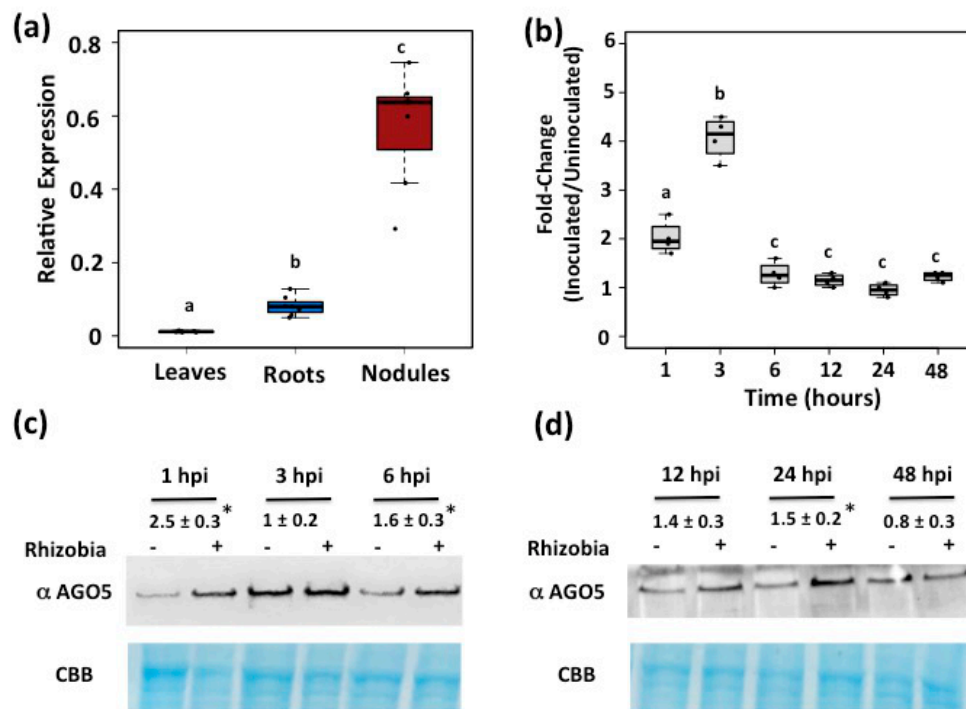 (a)
Relative Expression
0.8
0.6
0.4
0.2
0
a
b
c
Leaves Roots Nodules
(b)
Fold-Change
(Inoculated/Uninoculated)
6
5
4
3
2
1
0
a
b
c
c
c
c
1 3 6 12 24 48
Time (hours)
(c)
1 hpi 3 hpi 6 hpi
2.5 ± 0.3* 1 ± 0.2 1.6 ± 0.3*
Rhizobia - + - + - +
α AGO5
CBB
(d)
12 hpi 24 hpi 48 hpi
1.4 ± 0.3 1.5 ± 0.2* 0.8 ± 0.3
Rhizobia - + - + - +
α AGO5
CBB